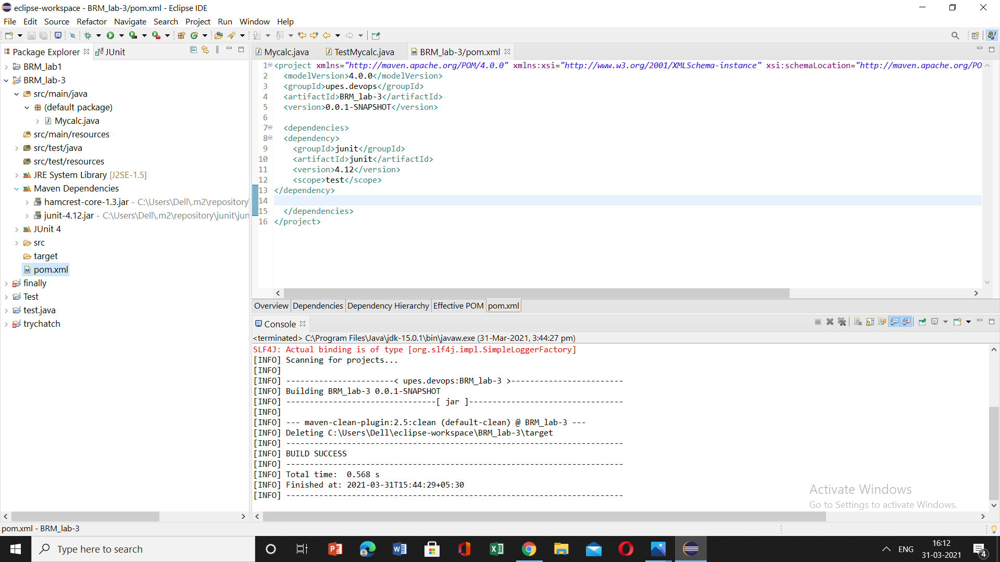 eclipse-workspace - BRM_lab-3/pom.xml - Eclipse IDE
File Edit Source Refactor Navigate Search Project Run Window Help
Package Explorer JUnit
BRM_lab1
BRM_lab-3
src/main/java
(default package)
Mycalc.java
src/main/resources
src/test/java
src/test/resources
JRE System Library [J2SE-1.5]
Maven Dependencies
hamcrest-core-1.3.jar - C:\Users\Dell\.m2\repository
junit-4.12.jar - C:\Users\Dell\.m2\repository\junit\jun
JUnit 4
src
target
pom.xml
finally
Test
test.java
trychatch
Mycalc.java TestMycalc.java BRM_lab-3/pom.xml
1 <project xmlns="http://maven.apache.org/POM/4.0.0" xmlns:xsi="http://www.w3.org/2001/XMLSchema-instance" xsi:schemaLocation="http://maven.apache.org/PO
2 <modelVersion>4.0.0</modelVersion>
3 <groupId>upes.devops</groupId>
4 <artifactId>BRM_lab-3</artifactId>
5 <version>0.0.1-SNAPSHOT</version>
6
7 <dependencies>
8 <dependency>
9 <groupId>junit</groupId>
10 <artifactId>junit</artifactId>
11 <version>4.12</version>
12 <scope>test</scope>
13 </dependency>
14
15 </dependencies>
16 </project>
Overview Dependencies Dependency Hierarchy Effective POM pom.xml
Console
<terminated> C:\Program Files\Java\jdk-15.0.1\bin\javaw.exe (31-Mar-2021, 3:44:27 pm)
SLF4J: Actual binding is of type [org.slf4j.impl.SimpleLoggerFactory]
[INFO] Scanning for projects...
[INFO]
[INFO] -----------------------< upes.devops:BRM_lab-3 >------------------------
[INFO] Building BRM_lab-3 0.0.1-SNAPSHOT
[INFO] --------------------------------[ jar ]---------------------------------
[INFO]
[INFO] --- maven-clean-plugin:2.5:clean (default-clean) @ BRM_lab-3 ---
[INFO] Deleting C:\Users\Dell\eclipse-workspace\BRM_lab-3\target
[INFO] ------------------------------------------------------------------------
[INFO] BUILD SUCCESS
[INFO] ------------------------------------------------------------------------
[INFO] Total time:  0.568 s
[INFO] Finished at: 2021-03-31T15:44:29+05:30
[INFO] ------------------------------------------------------------------------
Activate Windows
Go to Settings to activate Windows.
pom.xml - BRM_lab-3
Type here to search
ENG
16:12
31-03-2021
4